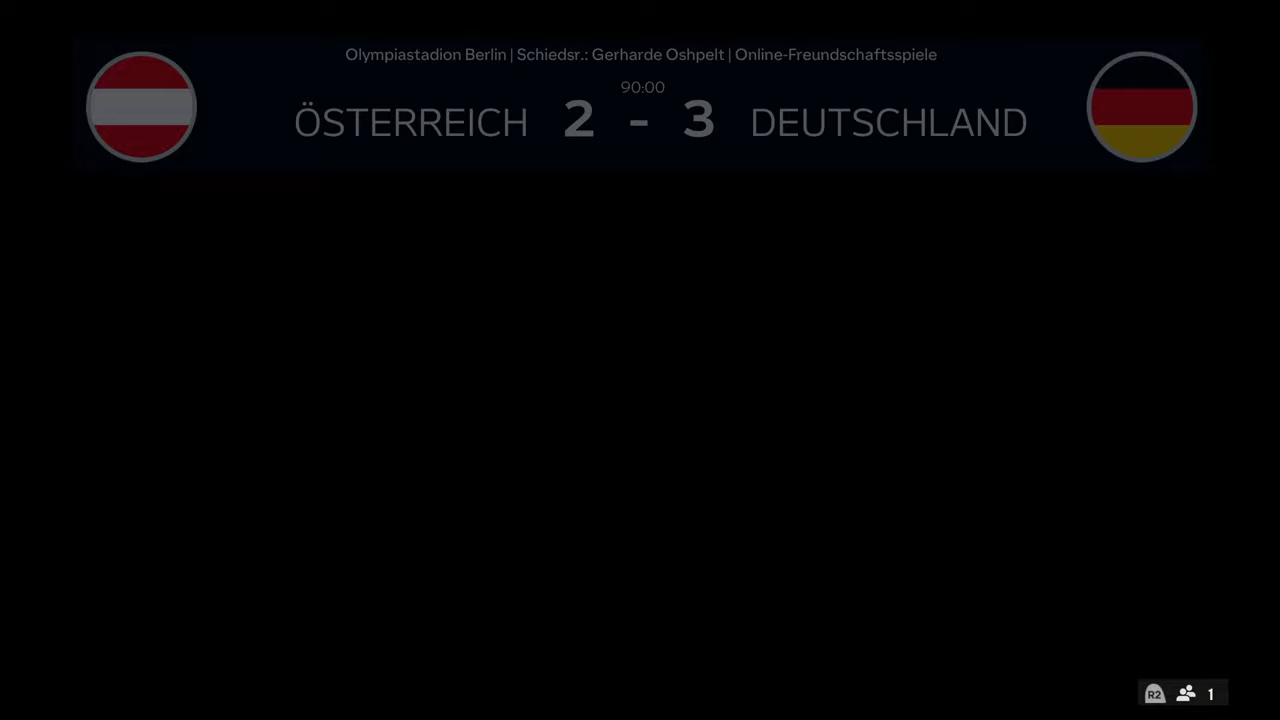 Olympiastadion Berlin | Schiedsr.: Gerharde Oshpelt | Online-Freundschaftsspiele
90:00
ÖSTERREICH 2 - 3 DEUTSCHLAND
R2 1